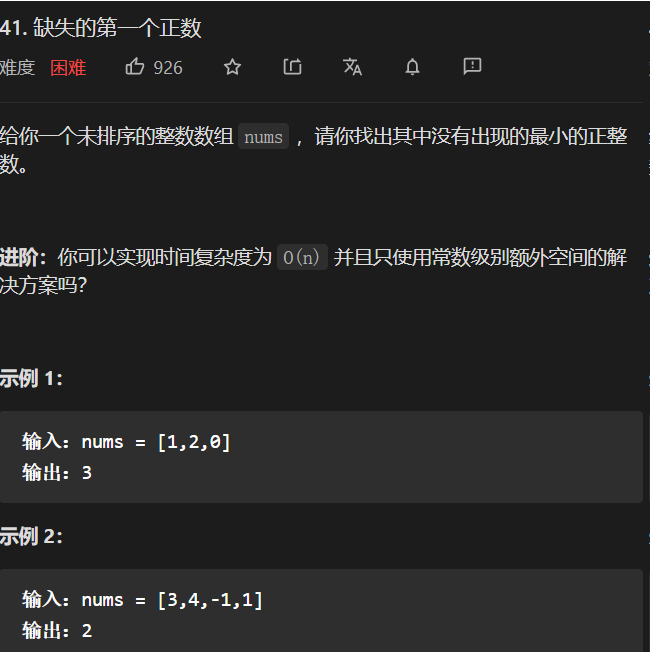 41. 缺失的第一个正数
难度 困难 926
给你一个未排序的整数数组 nums ，请你找出其中没有出现的最小的正整
数。
进阶：你可以实现时间复杂度为 O(n) 并且只使用常数级别额外空间的解
决方案吗？
示例 1：
输入：nums = [1,2,0]
输出：3
示例 2：
输入：nums = [3,4,-1,1]
输出：2